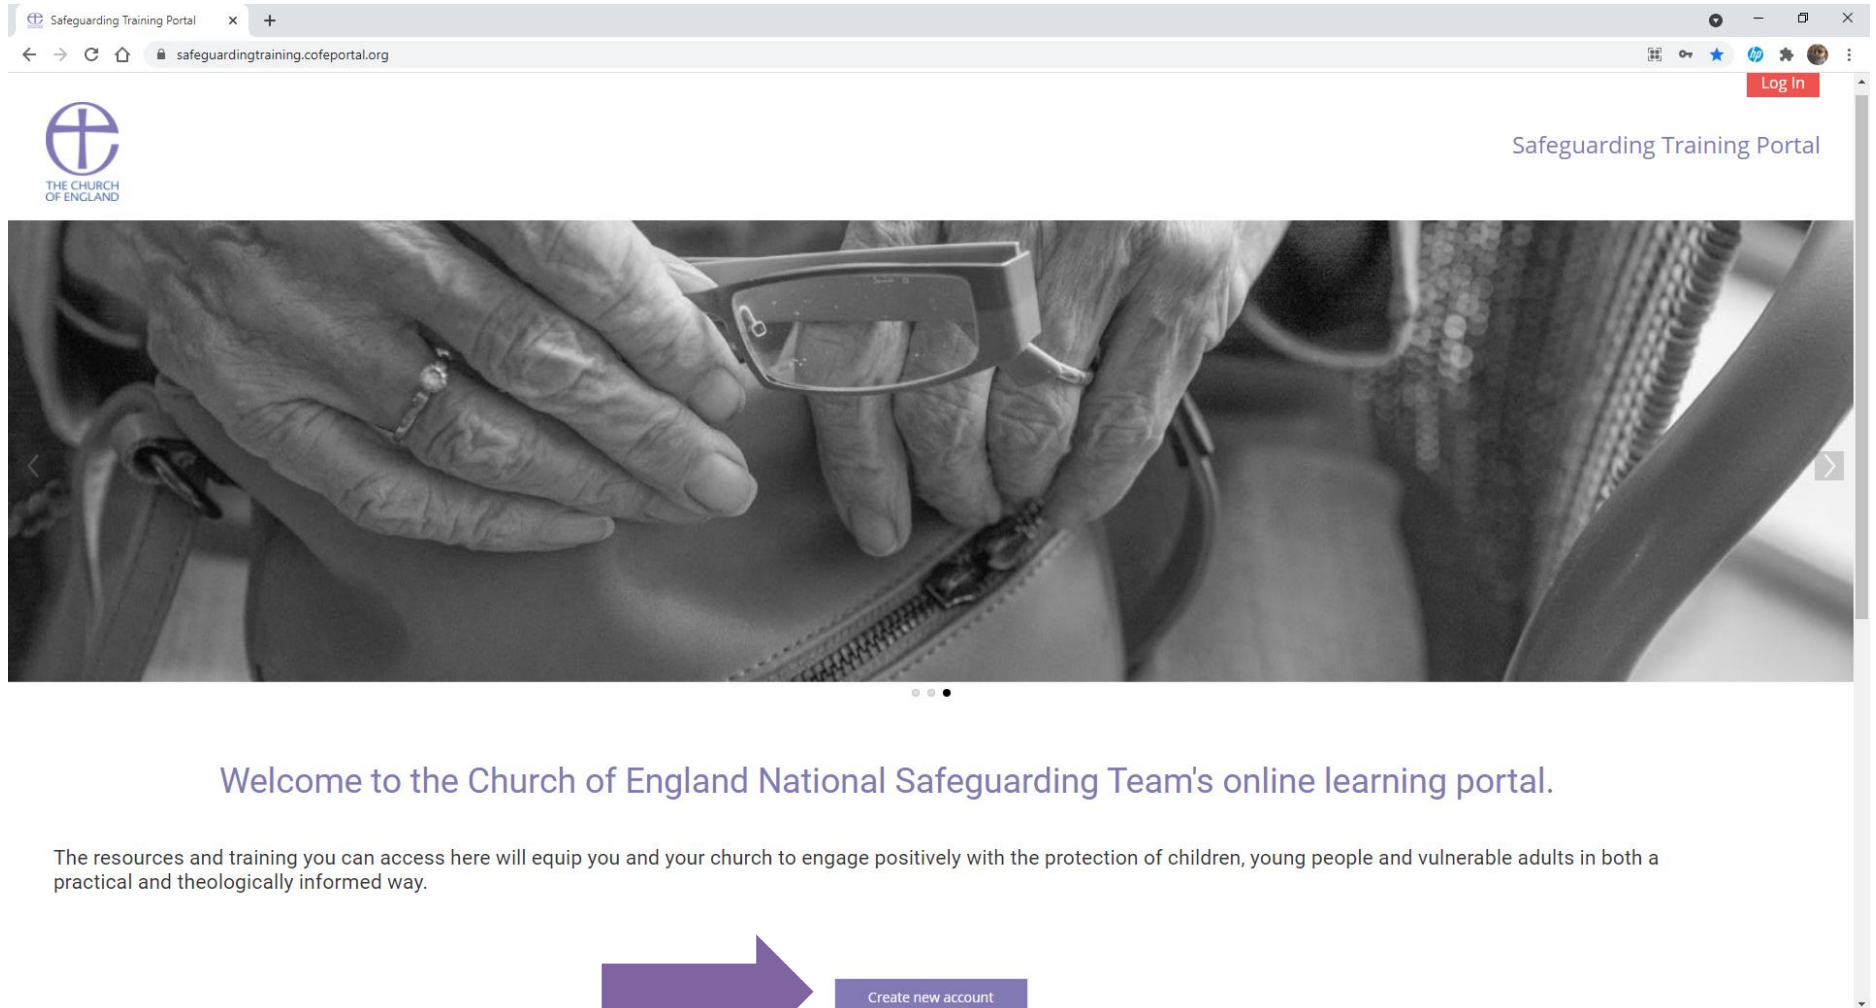 Safeguarding Training Portal
safeguardingtraining.cofeportal.org
Log In
THE CHURCH
OF ENGLAND
Safeguarding Training Portal
Welcome to the Church of England National Safeguarding Team's online learning portal.
The resources and training you can access here will equip you and your church to engage positively with the protection of children, young people and vulnerable adults in both a
practical and theologically informed way.
Create new account